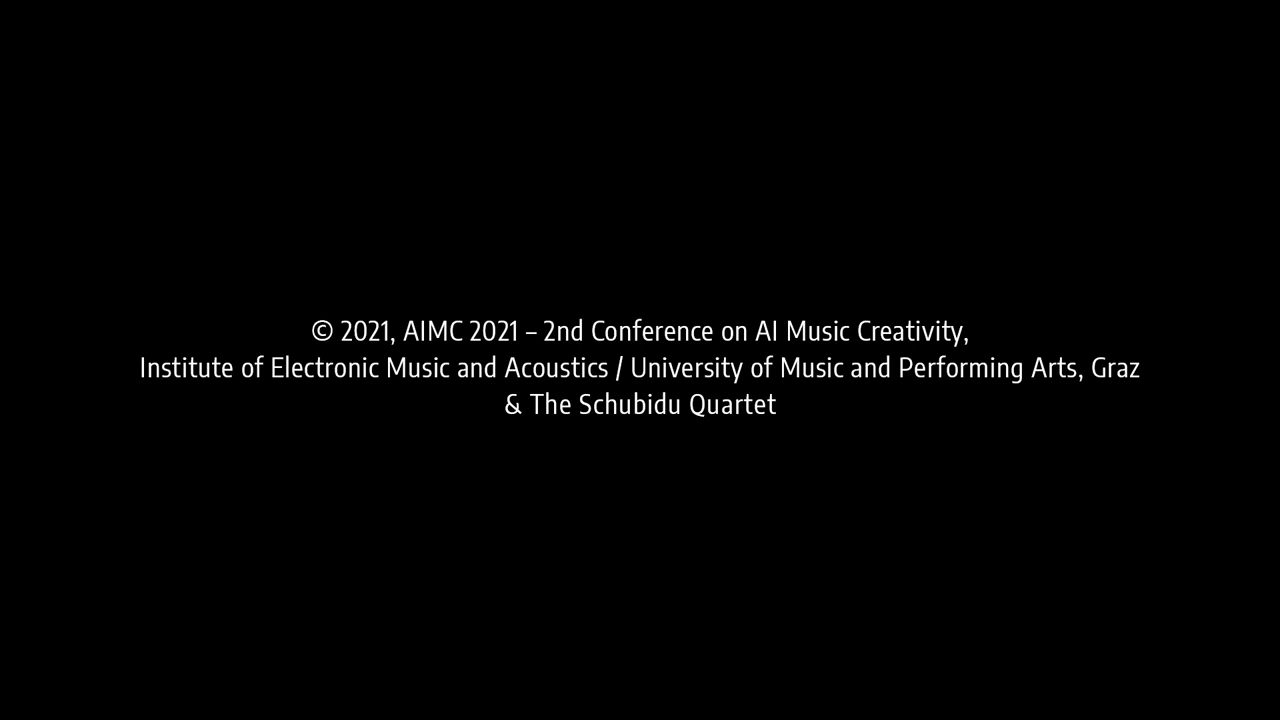 © 2021, AIMC 2021 – 2nd Conference on AI Music Creativity,
Institute of Electronic Music and Acoustics / University of Music and Performing Arts, Graz
& The Schubidu Quartet